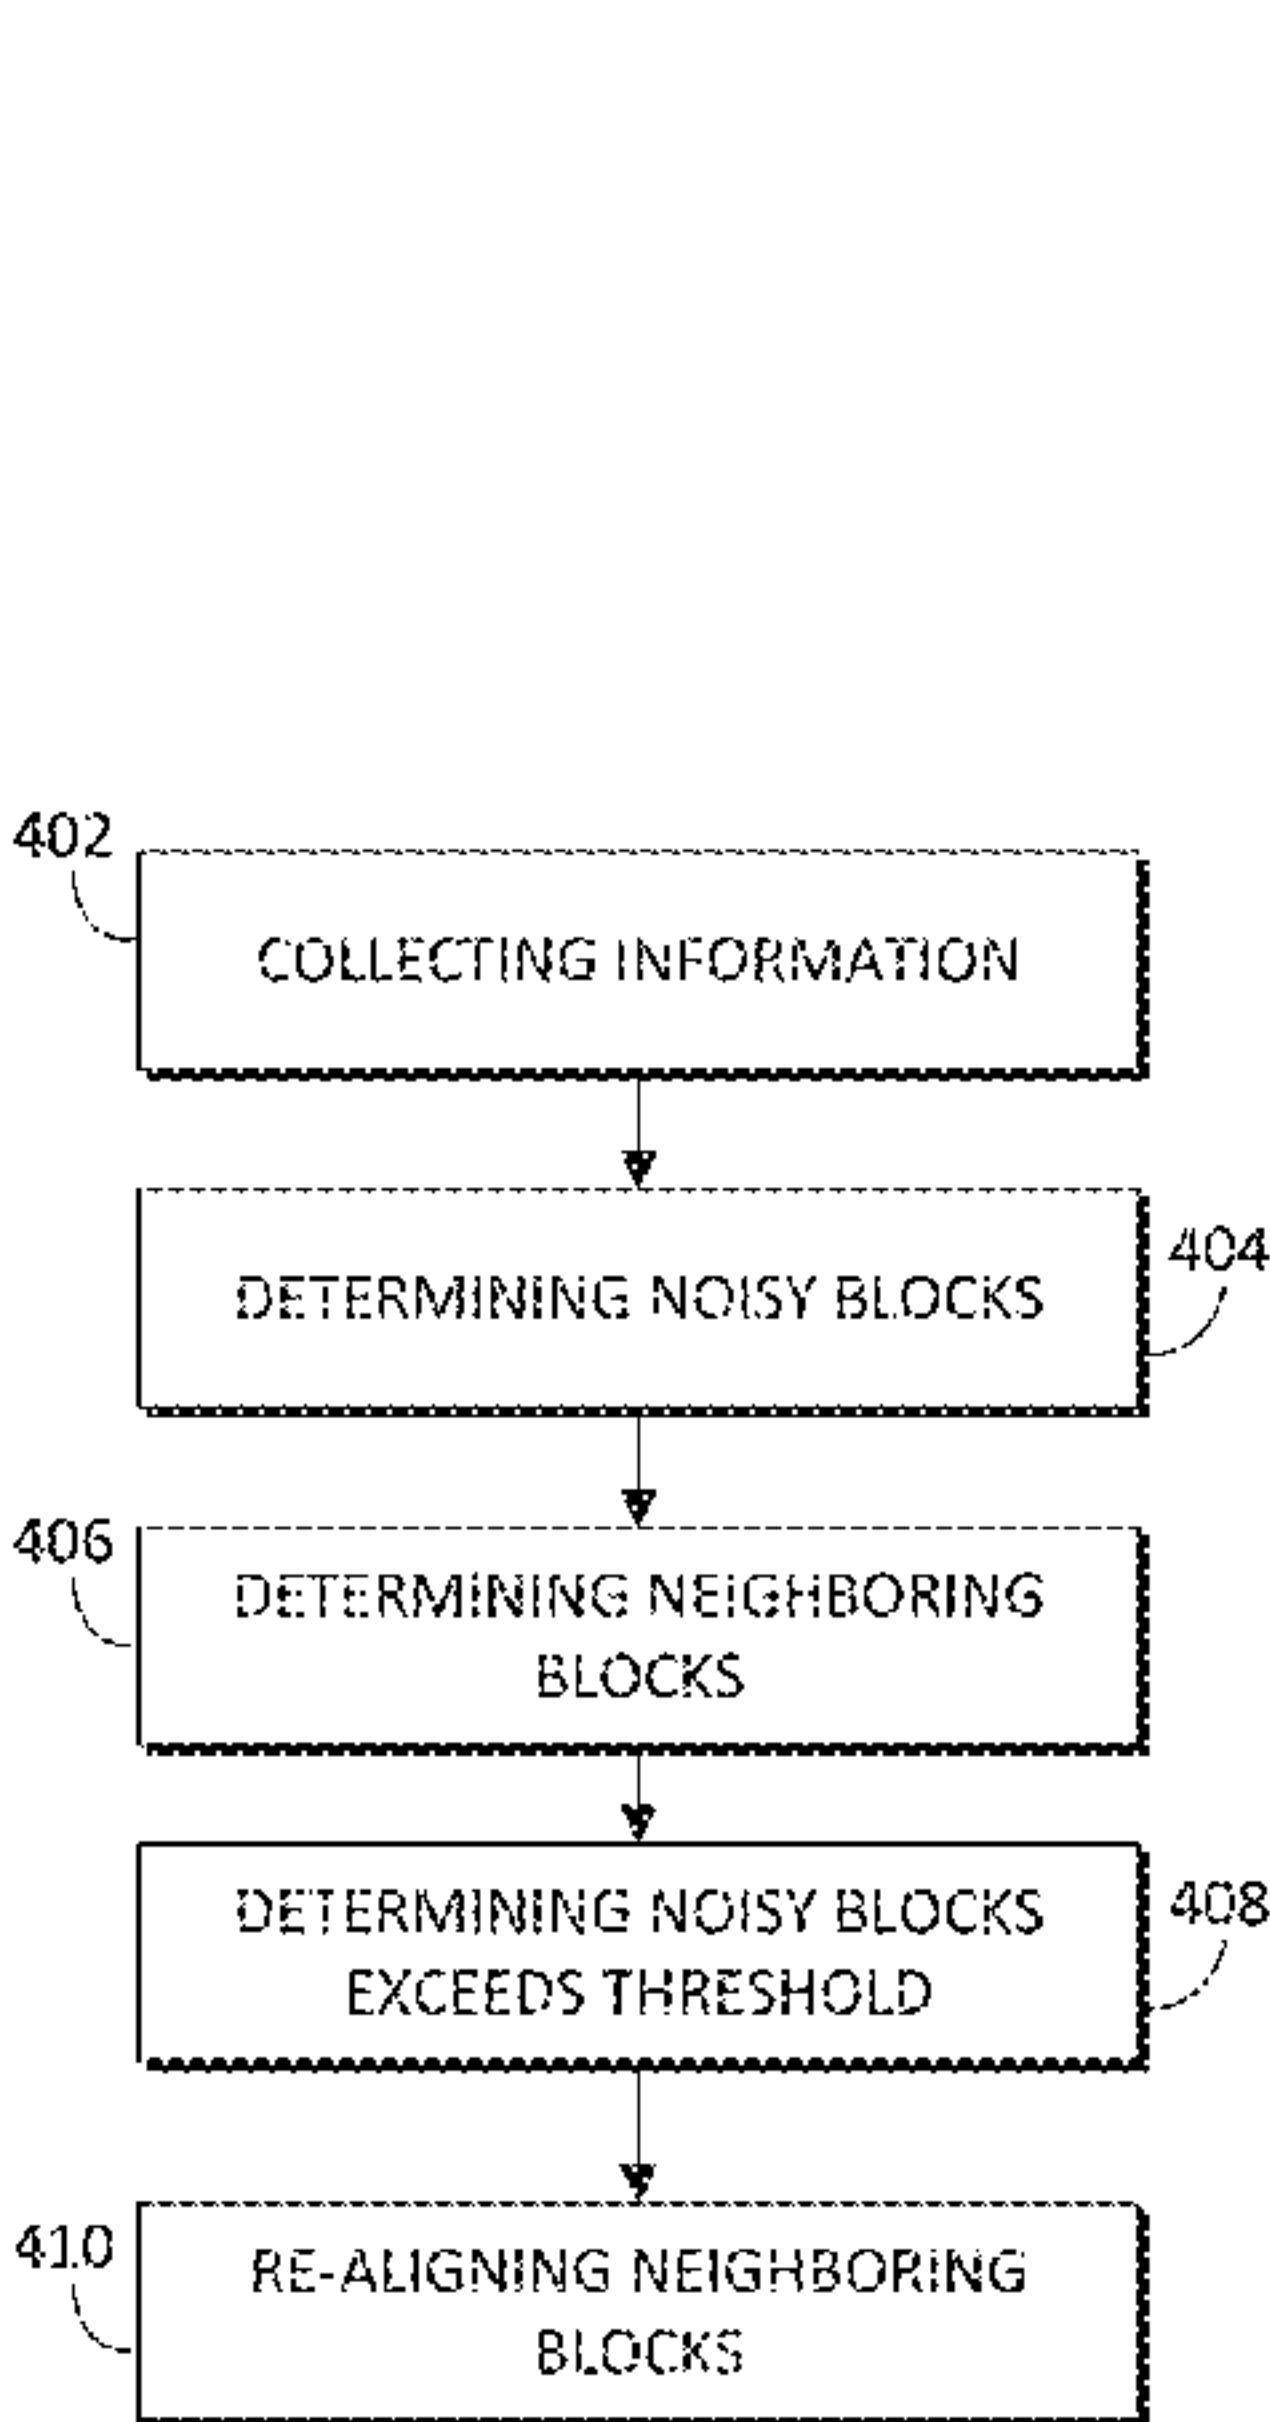 402
COLLECTING INFORMATION
DETERMINING NOISY BLOCKS
404
406
DETERMINING NEIGHBORING
BLOCKS
DETERMINING NOISY BLOCKS
EXCEEDS THRESHOLD
408
410
RE-ALIGNING NEIGHBORING
BLOCKS